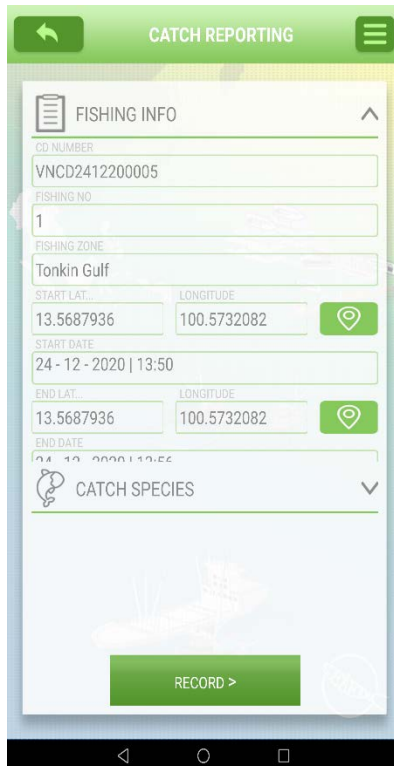 CATCH REPORTING
FISHING INFO
CD NUMBER
VNCD2412200005
FISHING NO
1
FISHING ZONE
Tonkin Gulf
START LAT... LONGITUDE
13.5687936 100.5732082
START DATE
24 - 12 - 2020 | 13:50
END LAT... LONGITUDE
13.5687936 100.5732082
END DATE
CATCH SPECIES
RECORD >